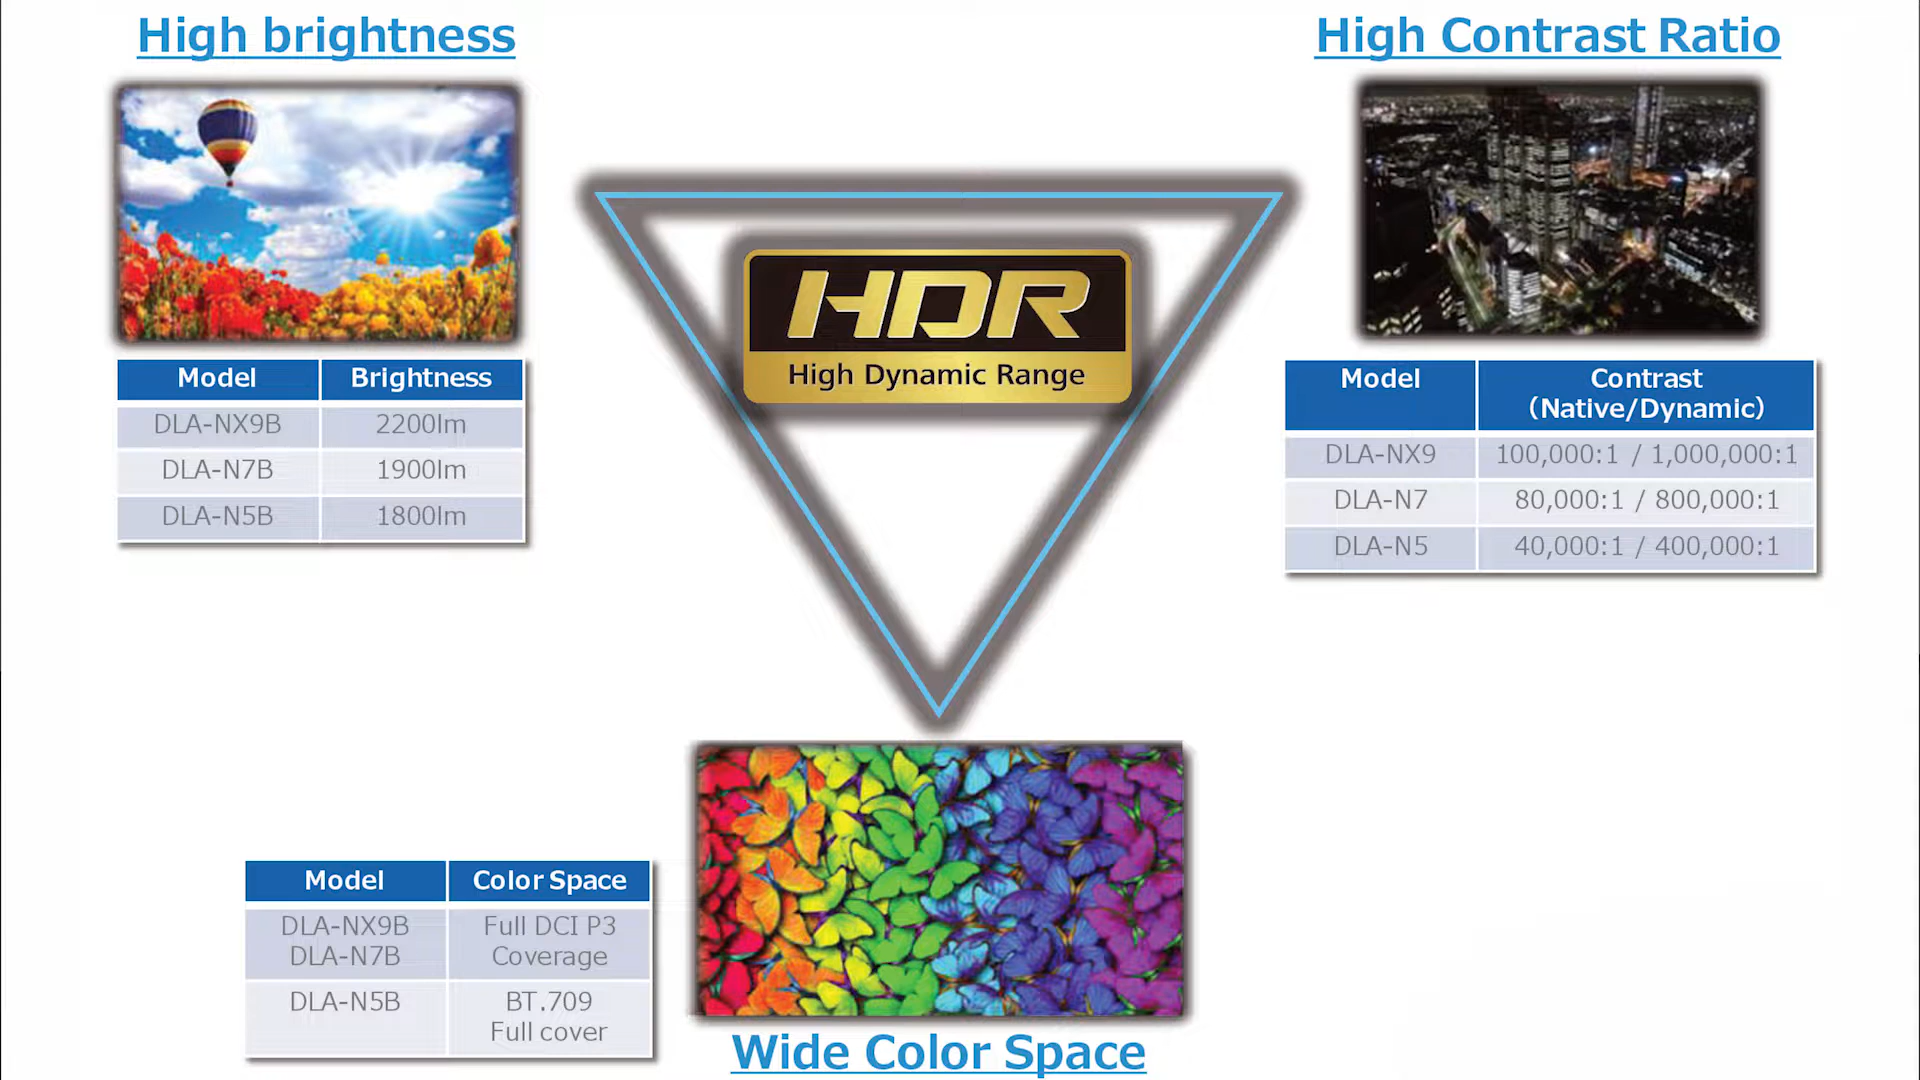 High brightness
High Contrast Ratio
HDR
High Dynamic Range
Model Brightness
DLA-NX9B 2200lm
DLA-N7B 1900lm
DLA-N5B 1800lm
Model Contrast
(Native/Dynamic)
DLA-NX9 100,000:1 / 1,000,000:1
DLA-N7 80,000:1 / 800,000:1
DLA-N5 40,000:1 / 400,000:1
Model Color Space
DLA-NX9B Full DCI P3
DLA-N7B Coverage
DLA-N5B BT.709
Full cover
Wide Color Space